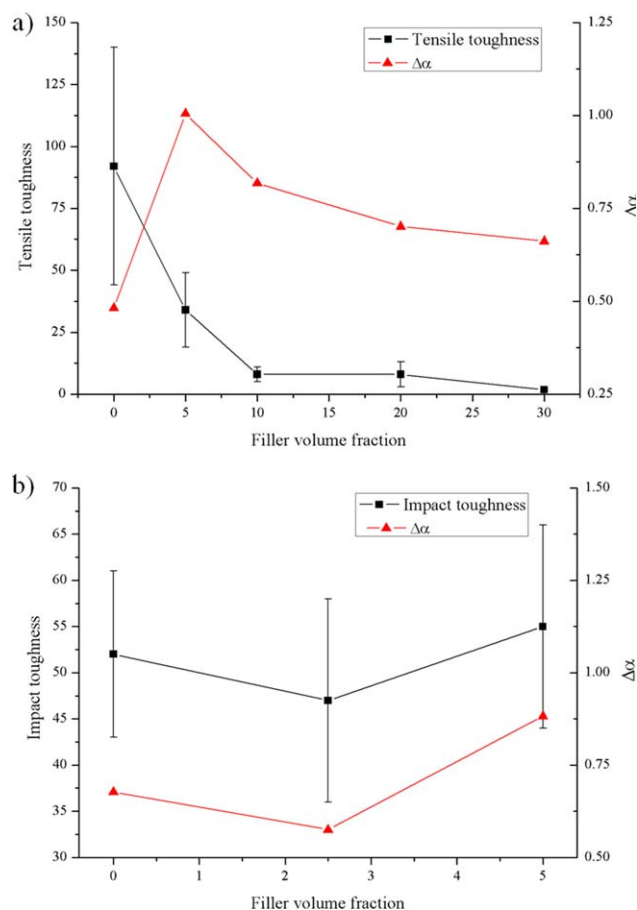 a)
Tensile toughness
Δα
150
125
100
75
50
25
0
Tensile toughness
1.25
1.00
0.75
0.50
0.25
Δα
0 5 10 15 20 25 30
Filler volume fraction
b)
Impact toughness
Δα
70
65
60
55
50
45
40
35
30
Impact toughness
1.50
1.25
1.00
0.75
0.50
Δα
0 1 2 3 4 5
Filler volume fraction